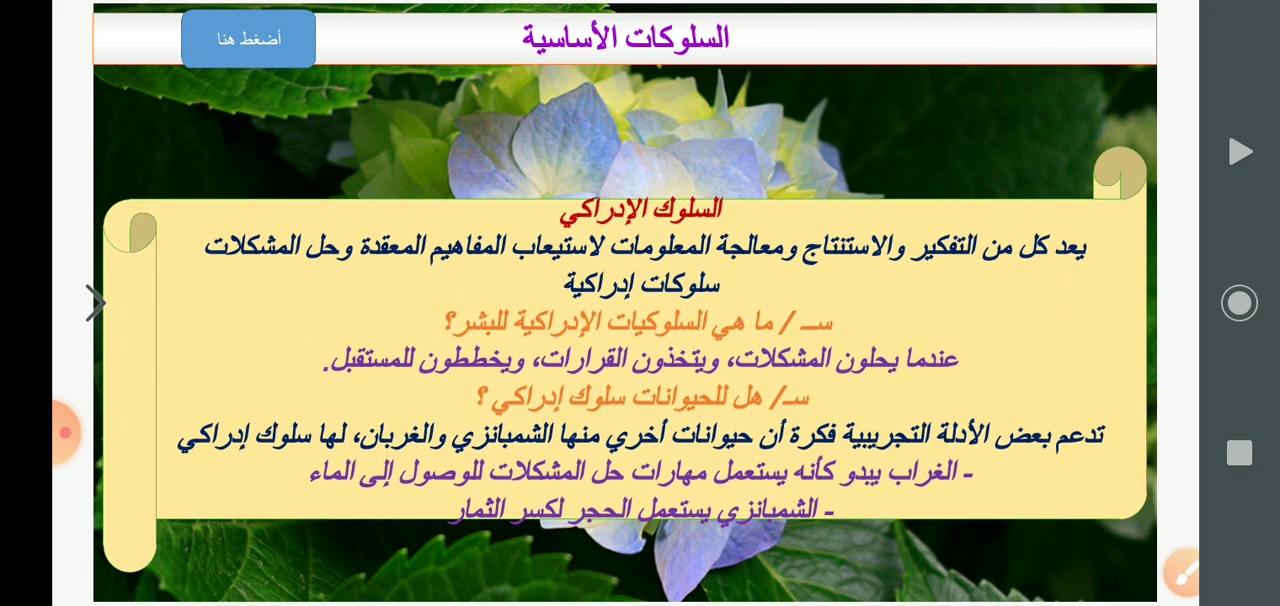 السلوكات الأساسية
أضغط هنا
السلوك الإدراكي
يعد كل من التفكير والاستنتاج ومعالجة المعلومات لاستيعاب المفاهيم المعقدة وحل المشكلات
سلوكات إدراكية
سـ / ما هي السلوكيات الإدراكية للبشر؟
عندما يحلون المشكلات، ويتخذون القرارات، ويخططون للمستقبل.
سـ/ هل للحيوانات سلوك إدراكي ؟
تدعم بعض الأدلة التجريبية فكرة أن حيوانات أخري منها الشمبانزي والغربان، لها سلوك إدراكي
- الغراب يبدو كأنه يستعمل مهارات حل المشكلات للوصول إلى الماء
- الشمبانزي يستعمل الحجر لكسر الثمار